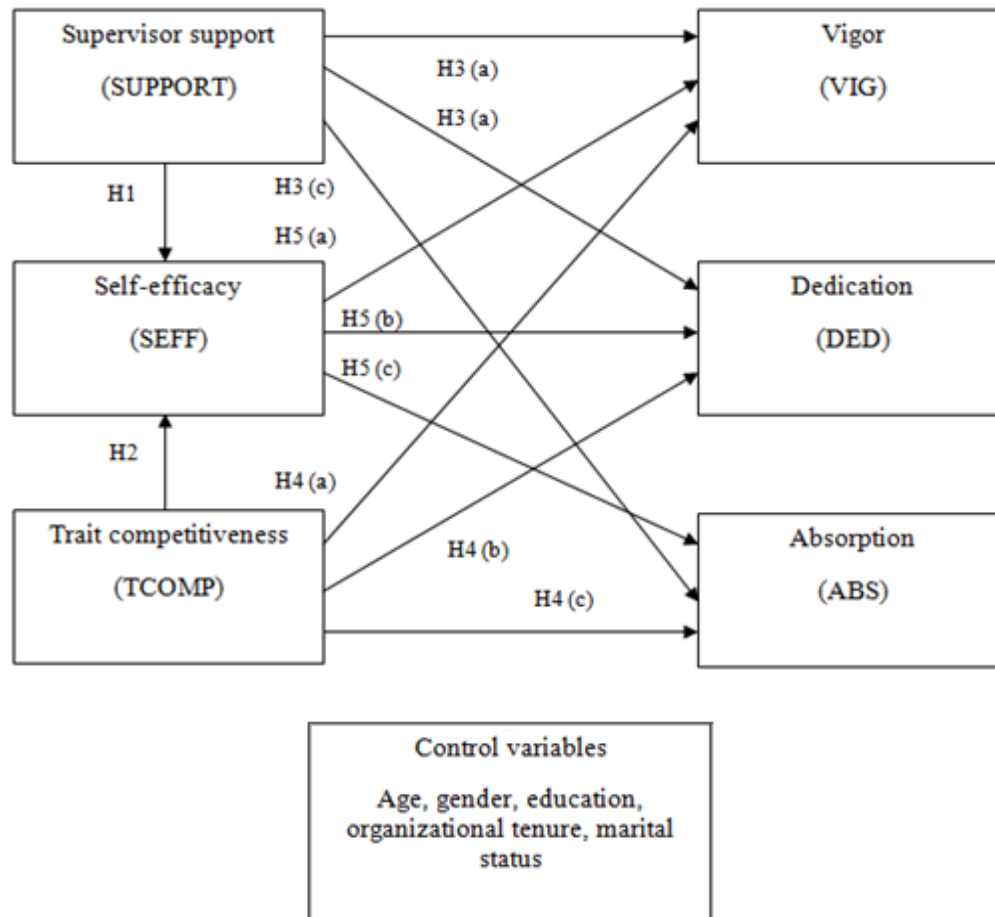 Supervisor support
(SUPPORT)
Vigor
(VIG)
H3 (a)
H3 (a)
H1
H3 (c)
H5 (a)
Self-efficacy
(SEFF)
Dedication
(DED)
H5 (b)
H5 (c)
H2
H4 (a)
Trait competitiveness
(TCOMP)
H4 (b)
H4 (c)
Absorption
(ABS)
Control variables
Age, gender, education,
organizational tenure, marital
status